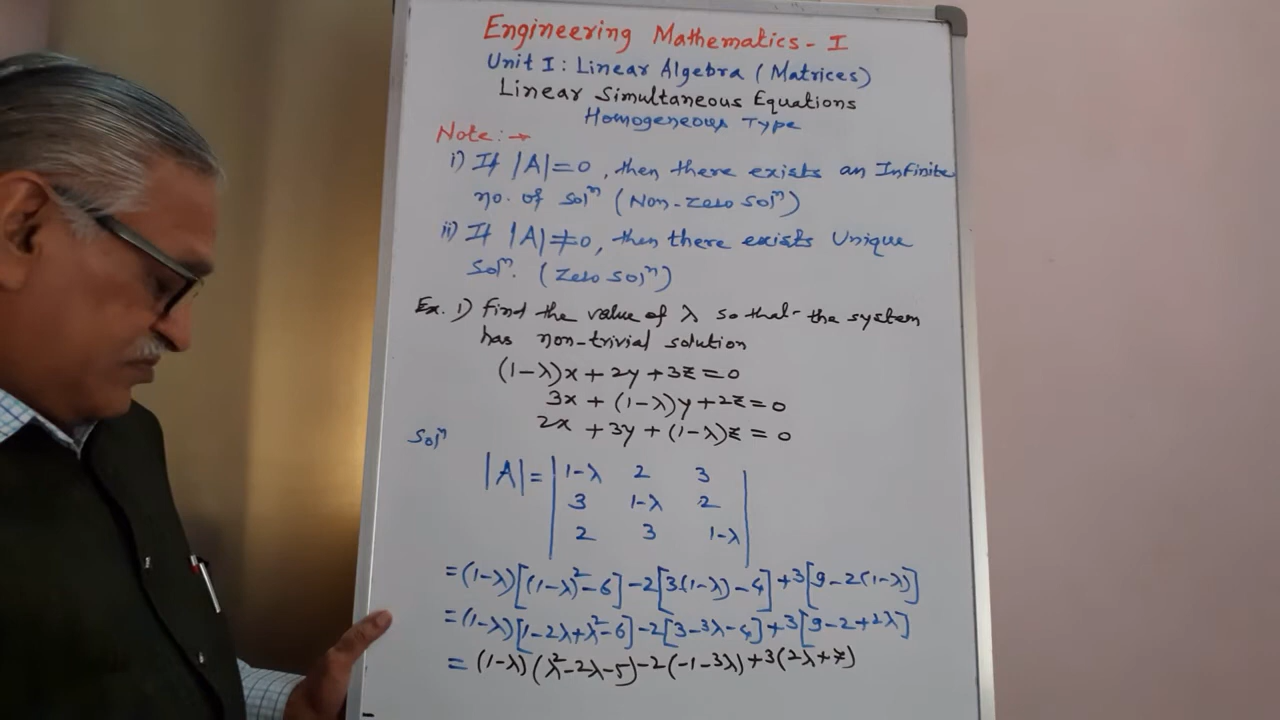 Engineering Mathematics - I
Unit I : Linear Algebra (Matrices)
Linear Simultaneous Equations
Homogeneous Type
Note: →
i) If |A|=0, then there exists an Infinite
no. of solⁿ (Non-zero solⁿ)
ii) If |A|≠0, then there exists Unique
solⁿ. (zero solⁿ)
Ex. 1) Find the value of λ so that the system
has non-trivial solution
(1-λ)x + 2y + 3z = 0
3x + (1-λ)y + 2z = 0
2x + 3y + (1-λ)z = 0
Solⁿ
|A| = | 1-λ 2 3 |
| 3 1-λ 2 |
| 2 3 1-λ |
= (1-λ)[(1-λ)²-6] -2[3(1-λ)-4] +3[9-2(1-λ)]
= (1-λ)[1-2λ+λ²-6] -2[3-3λ-4] +3[9-2+2λ]
= (1-λ)(λ²-2λ-5) -2(-1-3λ) +3(2λ+7)